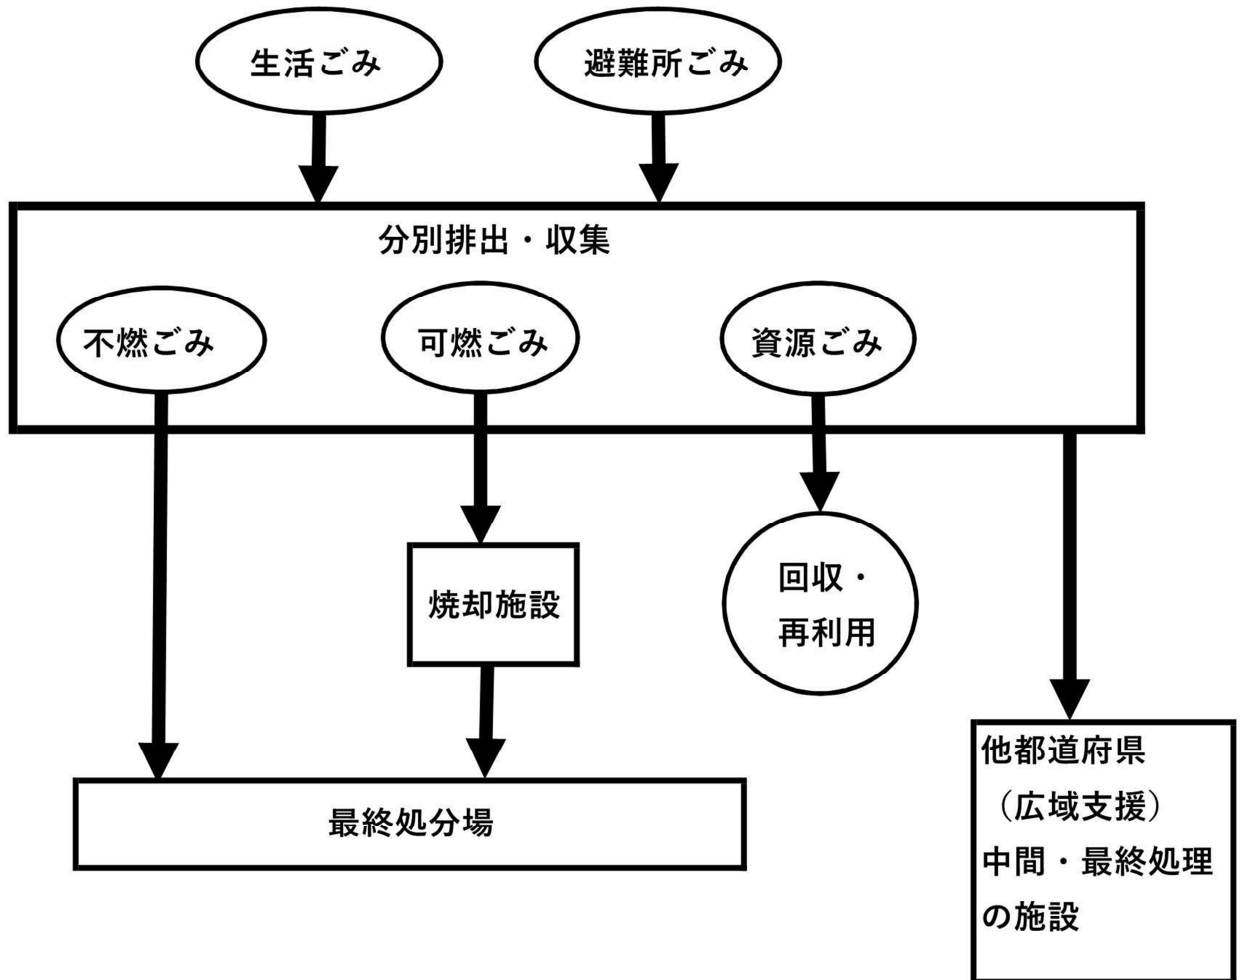 生活ごみ
避難所ごみ
分別排出・収集
不燃ごみ
可燃ごみ
資源ごみ
焼却施設
回収・
再利用
最終処分場
他都道府県
（広域支援）
中間・最終処理
の施設